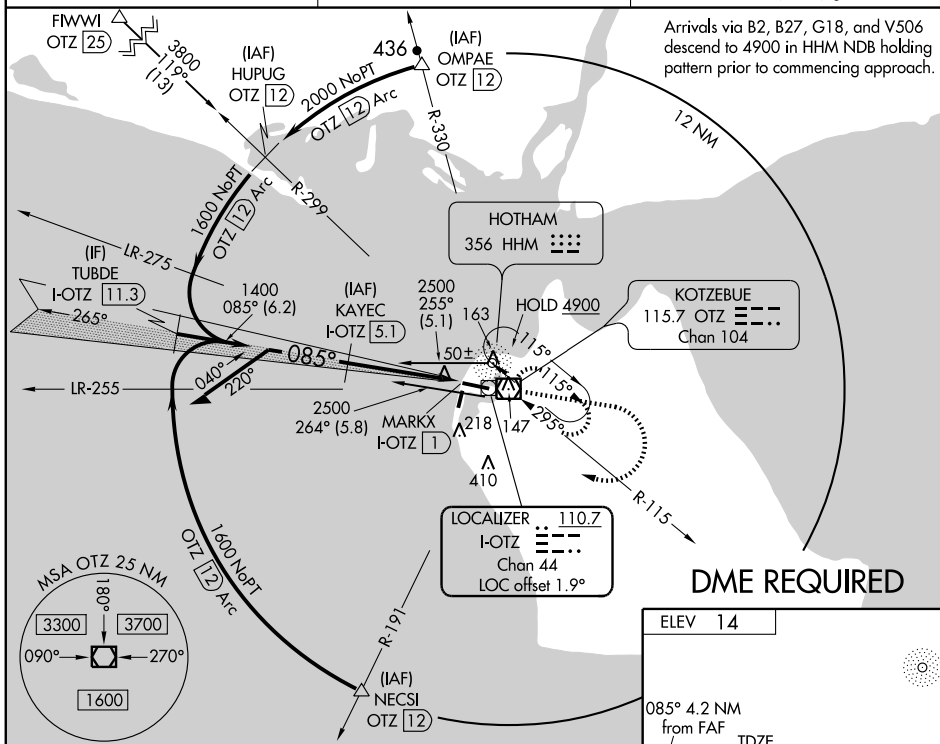 FIWWI
OTZ 25
3800
119°
(13)
(IAF)
HUPUG
OTZ 12
436
(IAF)
OMPAE
OTZ 12
2000 NoPT
OTZ 12 Arc
R-330
Arrivals via B2, B27, G18, and V506
descend to 4900 in HHM NDB holding
pattern prior to commencing approach.
12 NM
R-299
1600 NoPT
OTZ 12 Arc
HOTHAM
356 HHM
LR-275
(IF)
TUBDE
I-OTZ 11.3
265°
1400
085° (6.2)
(IAF)
KAYEC
I-OTZ 5.1
2500
255°
(5.1)
163
HOLD 4900
KOTZEBUE
115.7 OTZ
Chan 104
085°
50±
115°
115°
295°
040°
220°
LR-255
2500
264° (5.8)
MARKX
I-OTZ 1
218
147
410
R-115
LOCALIZER 110.7
I-OTZ
Chan 44
LOC offset 1.9°
1600 NoPT
OTZ 12 Arc
DME REQUIRED
MSA OTZ 25 NM
180°
3300
3700
090°
270°
1600
R-191
(IAF)
NECSI
OTZ 12
ELEV 14
085° 4.2 NM
from FAF
TDZE